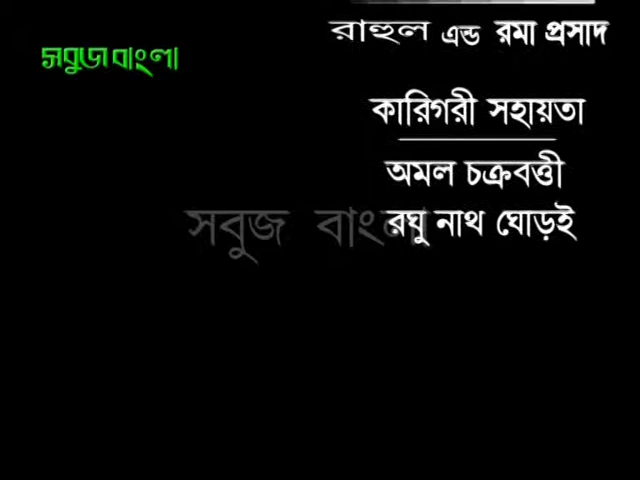 রাহুল এন্ড রমা প্রসাদ
সবুজ বাংলা
কারিগরী সহায়তা
অমল চক্রবর্ত্তী
সবুজ বাংলা
রঘু নাথ ঘোড়ই